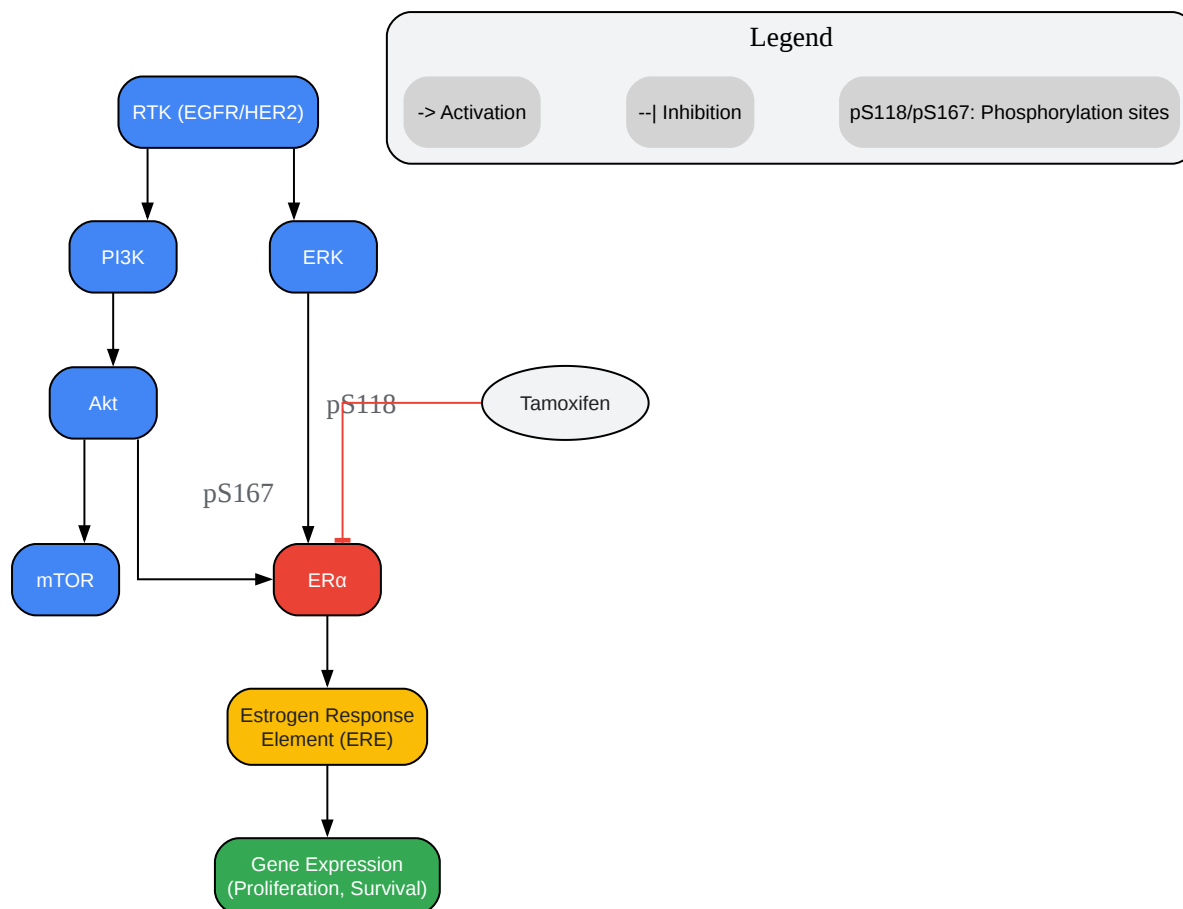 Legend
-> Activation
--| Inhibition
pS118/pS167: Phosphorylation sites
RTK (EGFR/HER2)
PI3K
ERK
Akt
pS118
Tamoxifen
pS167
mTOR
ERα
Estrogen Response
Element (ERE)
Gene Expression
(Proliferation, Survival)